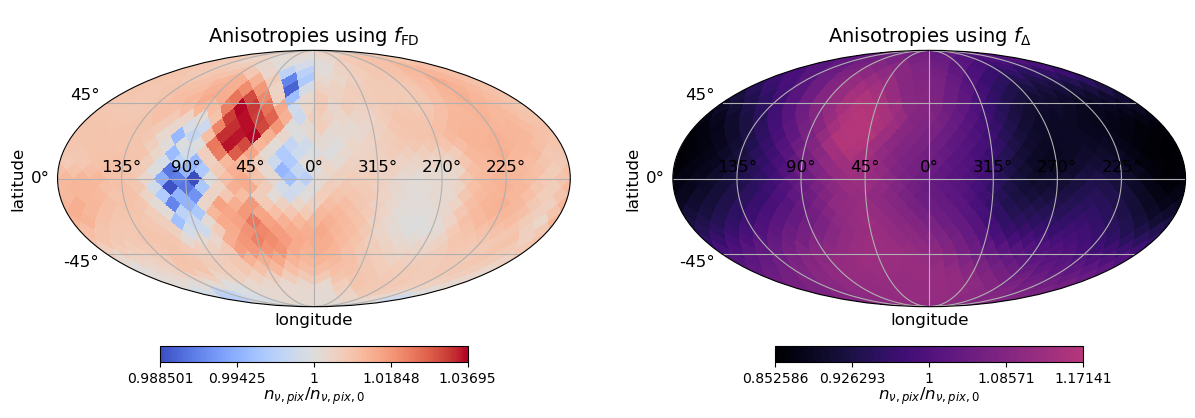 Anisotropies using f_FD
45°
135° 90° 45° 0° 315° 270° 225°
0°
-45°
latitude
longitude
0.988501 0.99425 1 1.01848 1.03695
n_ν,pix/n_ν,pix,0
Anisotropies using f_Δ
45°
135° 90° 45° 0° 315° 270° 225°
0°
-45°
latitude
longitude
0.852586 0.926293 1 1.08571 1.17141
n_ν,pix/n_ν,pix,0